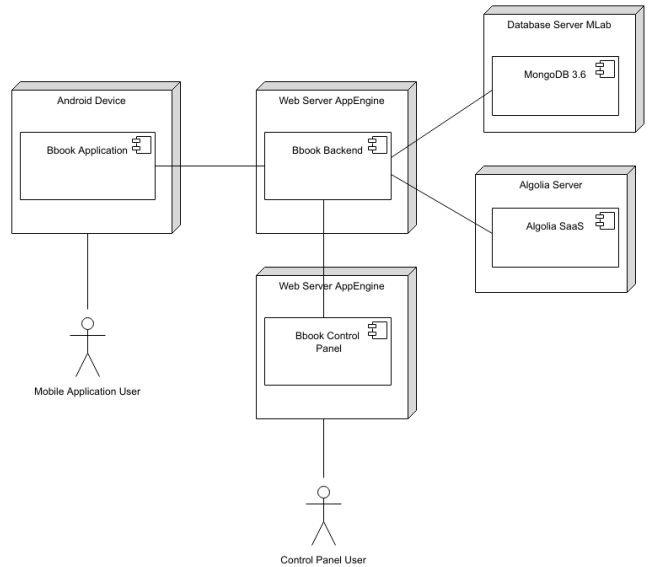 Database Server MLab
MongoDB 3.6
Android Device
Bbook Application
Web Server AppEngine
Bbook Backend
Algolia Server
Algolia SaaS
Web Server AppEngine
Bbook Control
Panel
Mobile Application User
Control Panel User